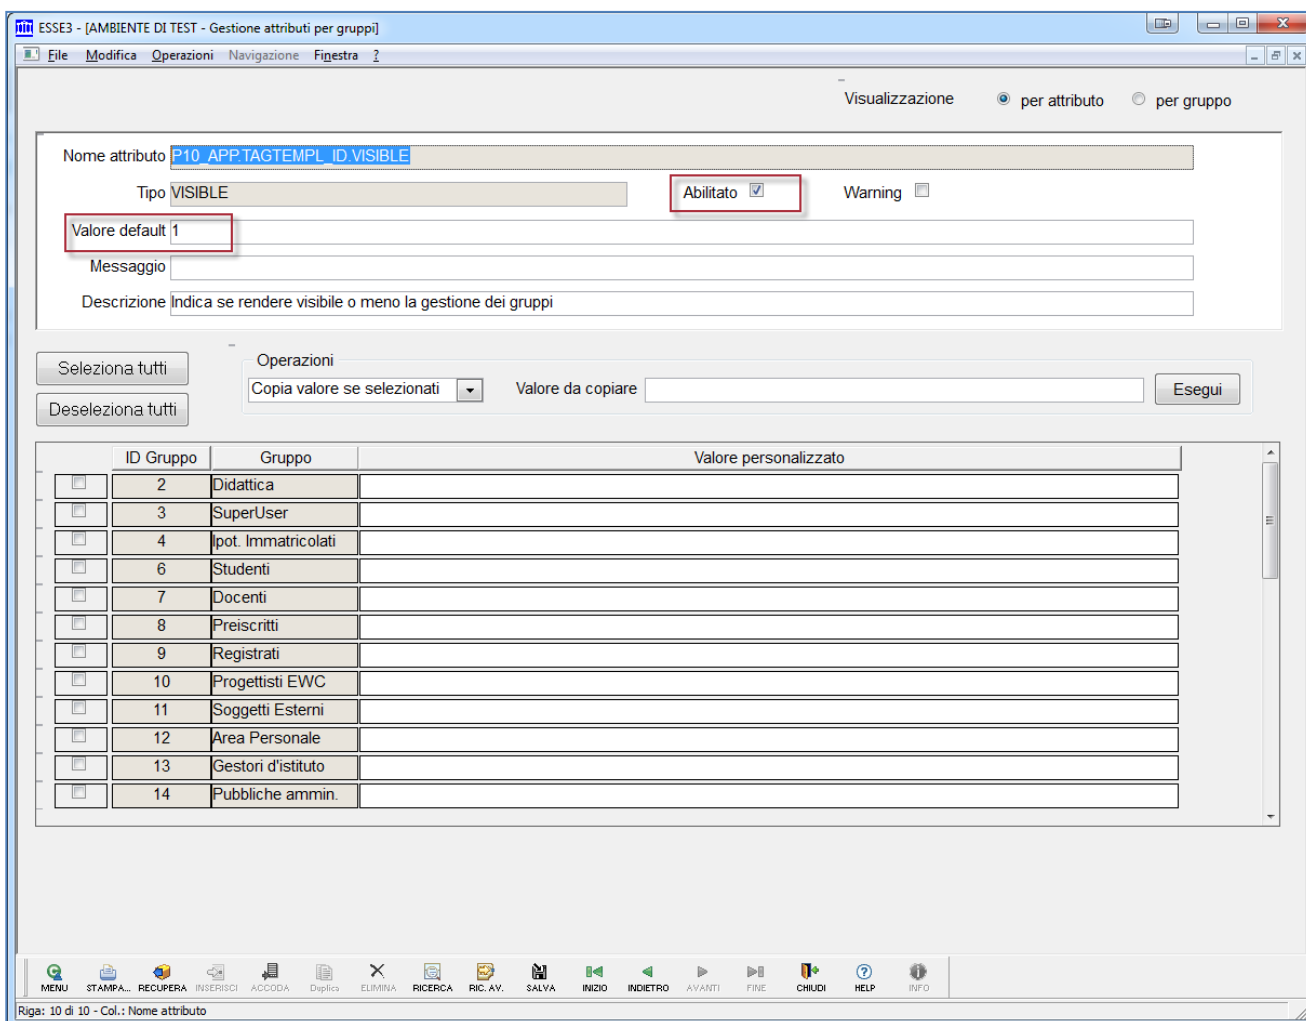 ESSE3 - [AMBIENTE DI TEST - Gestione attributi per gruppi]
File Modifica Operazioni Navigazione Finestra ?
Visualizzazione per attributo per gruppo
Nome attributo P10_APP.TAGTEMPL_ID.VISIBLE
Tipo VISIBLE Abilitato Warning
Valore default 1
Messaggio
Descrizione Indica se rendere visibile o meno la gestione dei gruppi
Seleziona tutti
Deseleziona tutti
Operazioni
Copia valore se selezionati Valore da copiare Esegui
ID Gruppo Gruppo Valore personalizzato
2 Didattica
3 SuperUser
4 Ipot. Immatricolati
6 Studenti
7 Docenti
8 Preiscritti
9 Registrati
10 Progettisti EWC
11 Soggetti Esterni
12 Area Personale
13 Gestori d'istituto
14 Pubbliche ammin.
MENU STAMPA... RECUPERA INSERISCI ACCODA Duplica ELIMINA RICERCA RIC. AV. SALVA INIZIO INDIETRO AVANTI FINE CHIUDI HELP INFO
Riga: 10 di 10 - Col.: Nome attributo